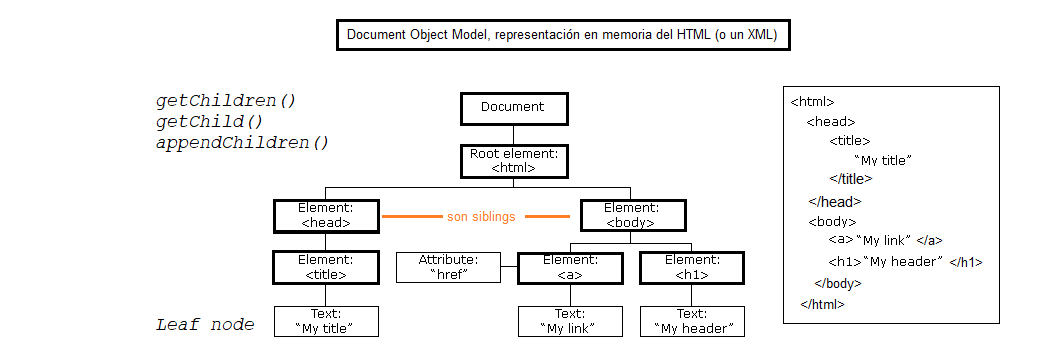 Document Object Model, representación en memoria del HTML (o un XML)
getChildren()
getChild()
appendChildren()
Document
Root element:
<html>
Element:
<head>
son siblings
Element:
<body>
Element:
<title>
Attribute:
“href”
Element:
<a>
Element:
<h1>
Leaf node
Text:
“My title”
Text:
“My link”
Text:
“My header”
<html>
<head>
<title>
“My title”
</title>
</head>
<body>
<a> “My link” </a>
<h1> “My header” </h1>
</body>
</html>